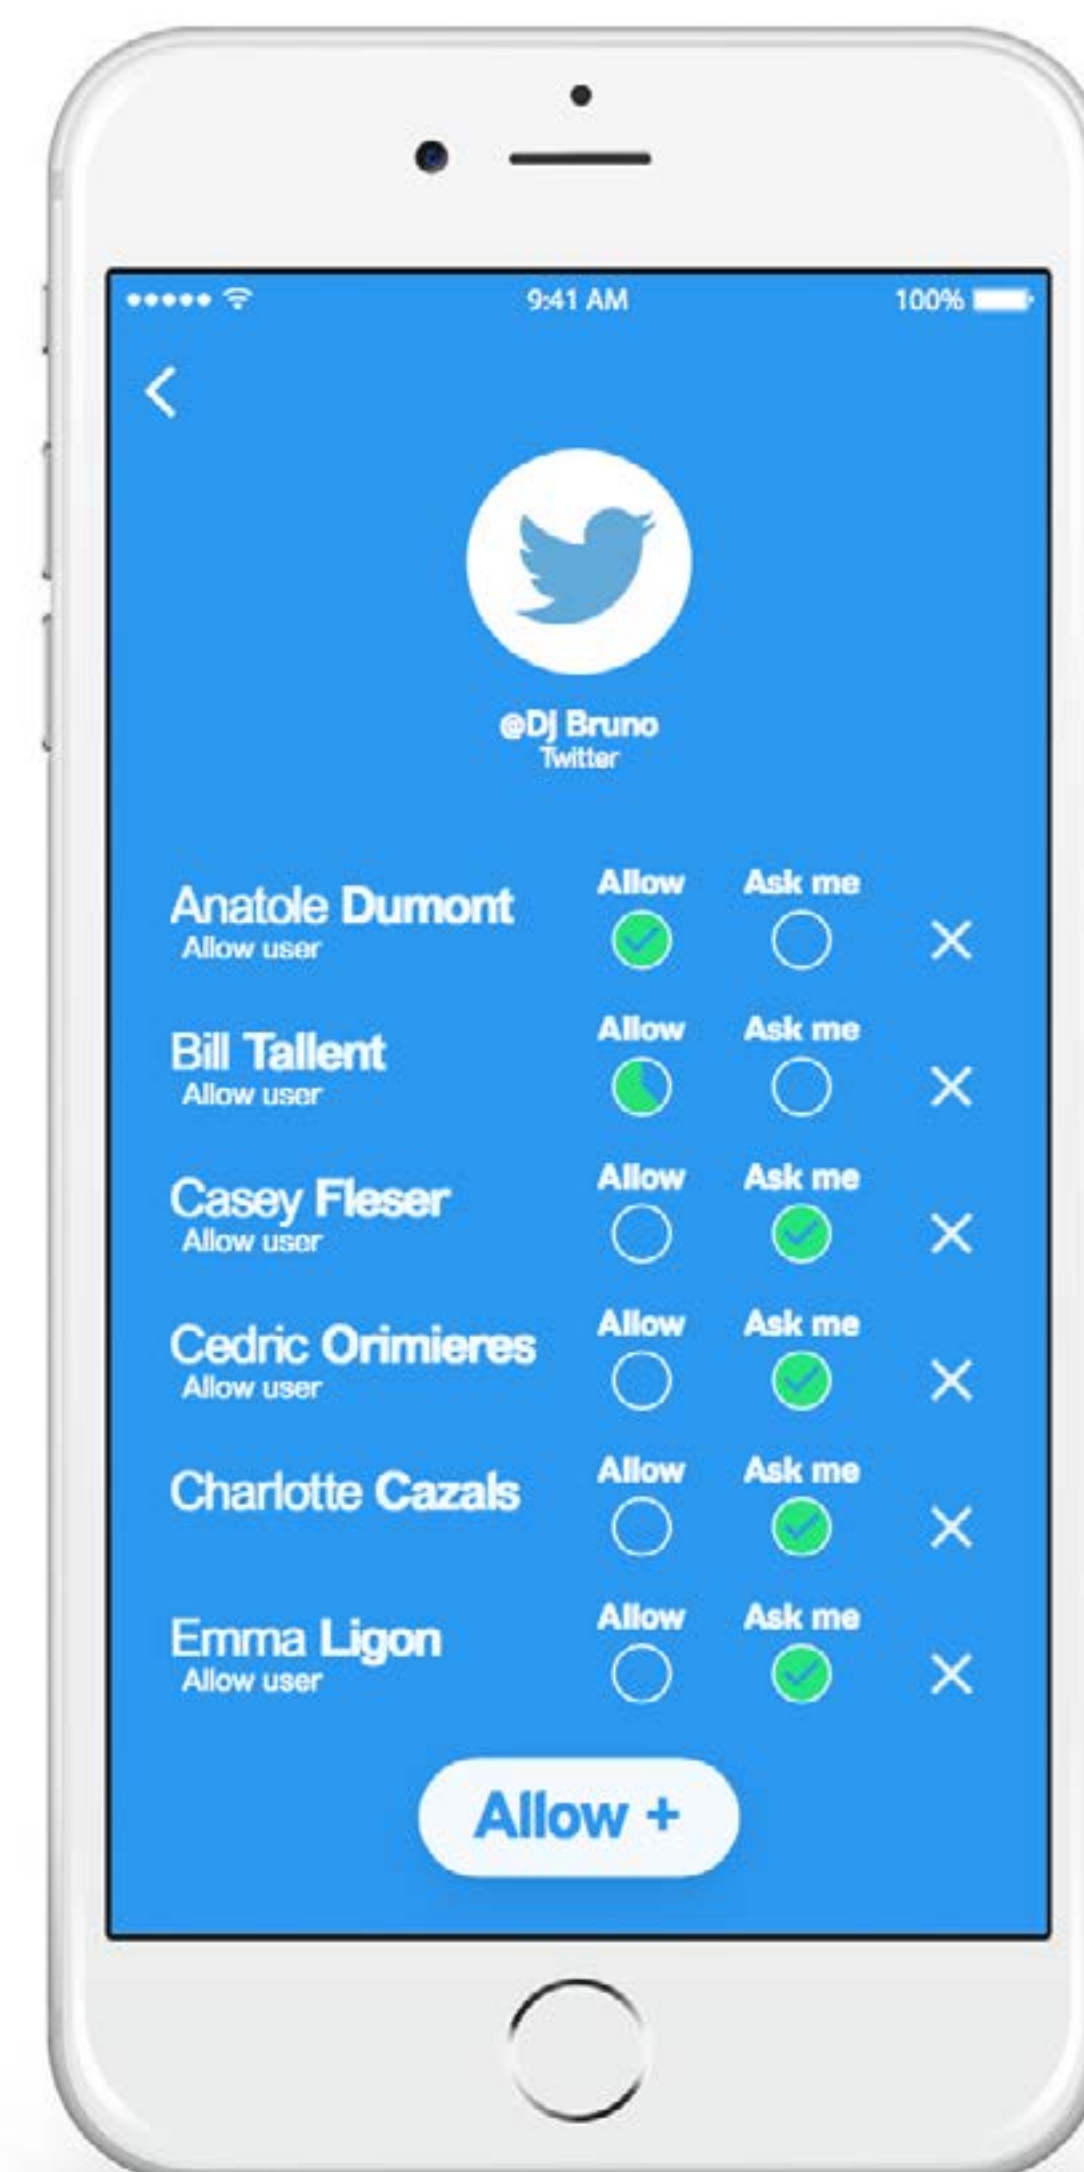 9:41 AM 100%
@Dj Bruno
Twitter
Anatole Dumont Allow Ask me
Allow user
Bill Tallent Allow Ask me
Allow user
Casey Fleser Allow Ask me
Allow user
Cedric Orimieres Allow Ask me
Allow user
Charlotte Cazals Allow Ask me
Emma Ligon Allow Ask me
Allow user
Allow +